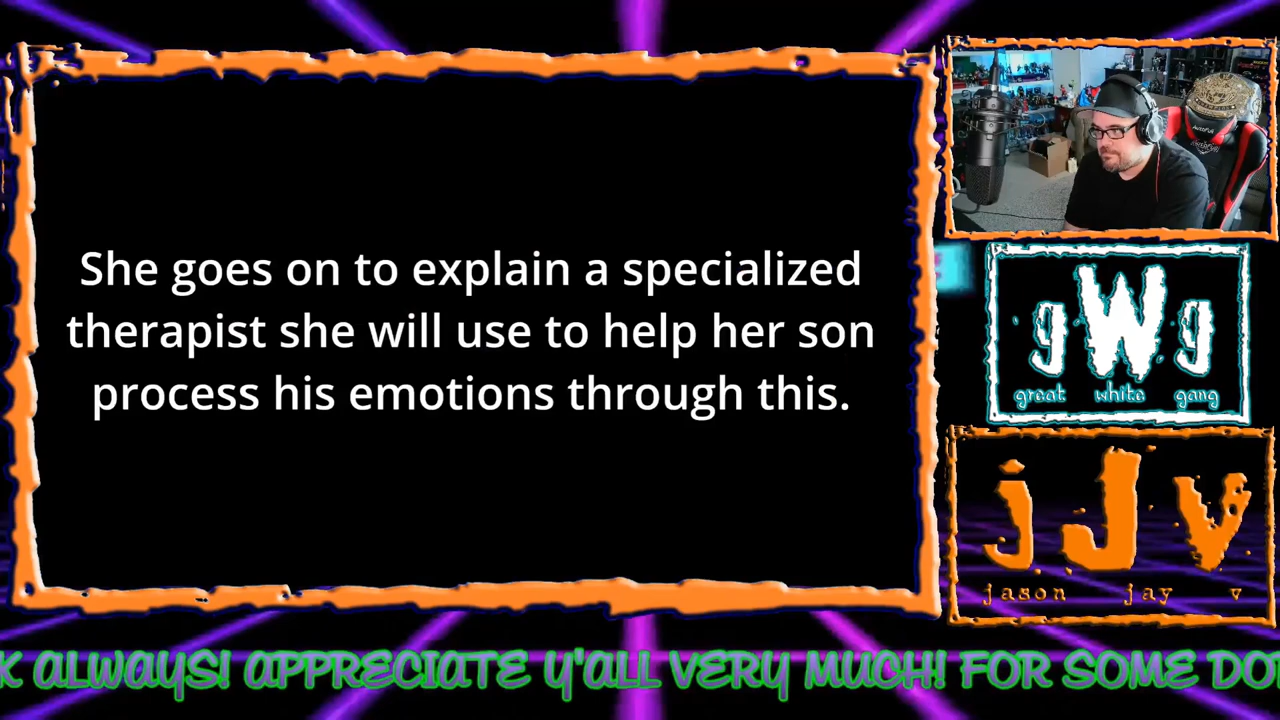 She goes on to explain a specialized
therapist she will use to help her son
process his emotions through this.
gWg
great white gang
jJv
jason jay v
K ALWAYS! APPRECIATE Y'ALL VERY MUCH! FOR SOME DO